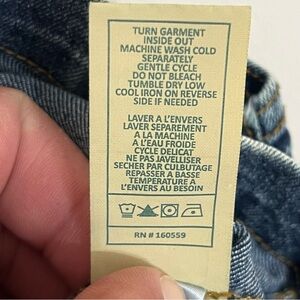 TURN GARMENT
INSIDE OUT
MACHINE WASH COLD
SEPARATELY
GENTLE CYCLE
DO NOT BLEACH
TUMBLE DRY LOW
COOL IRON ON REVERSE
SIDE IF NEEDED
LAVER A L'ENVERS
LAVER SEPAREMENT
A LA MACHINE
A L'EAU FROIDE
CYCLE DELICAT
NE PAS JAVELLISER
SECHER PAR CULBUTAGE
REPASSER A BASSE
TEMPERATURE A
L'ENVERS AU BESOIN
RN # 160559